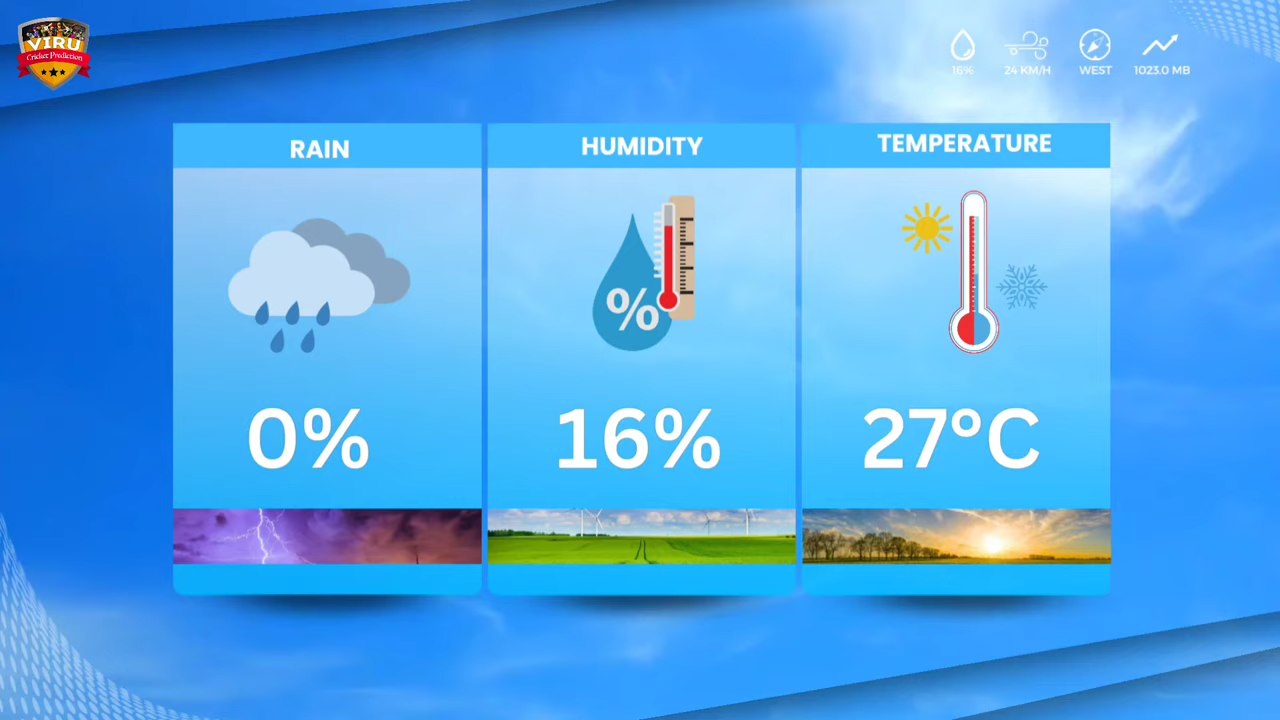 VIRU
Cricket Prediction
16%
24 KM/H
WEST
1023.0 MB
RAIN
HUMIDITY
TEMPERATURE
%
0%
16%
27°C